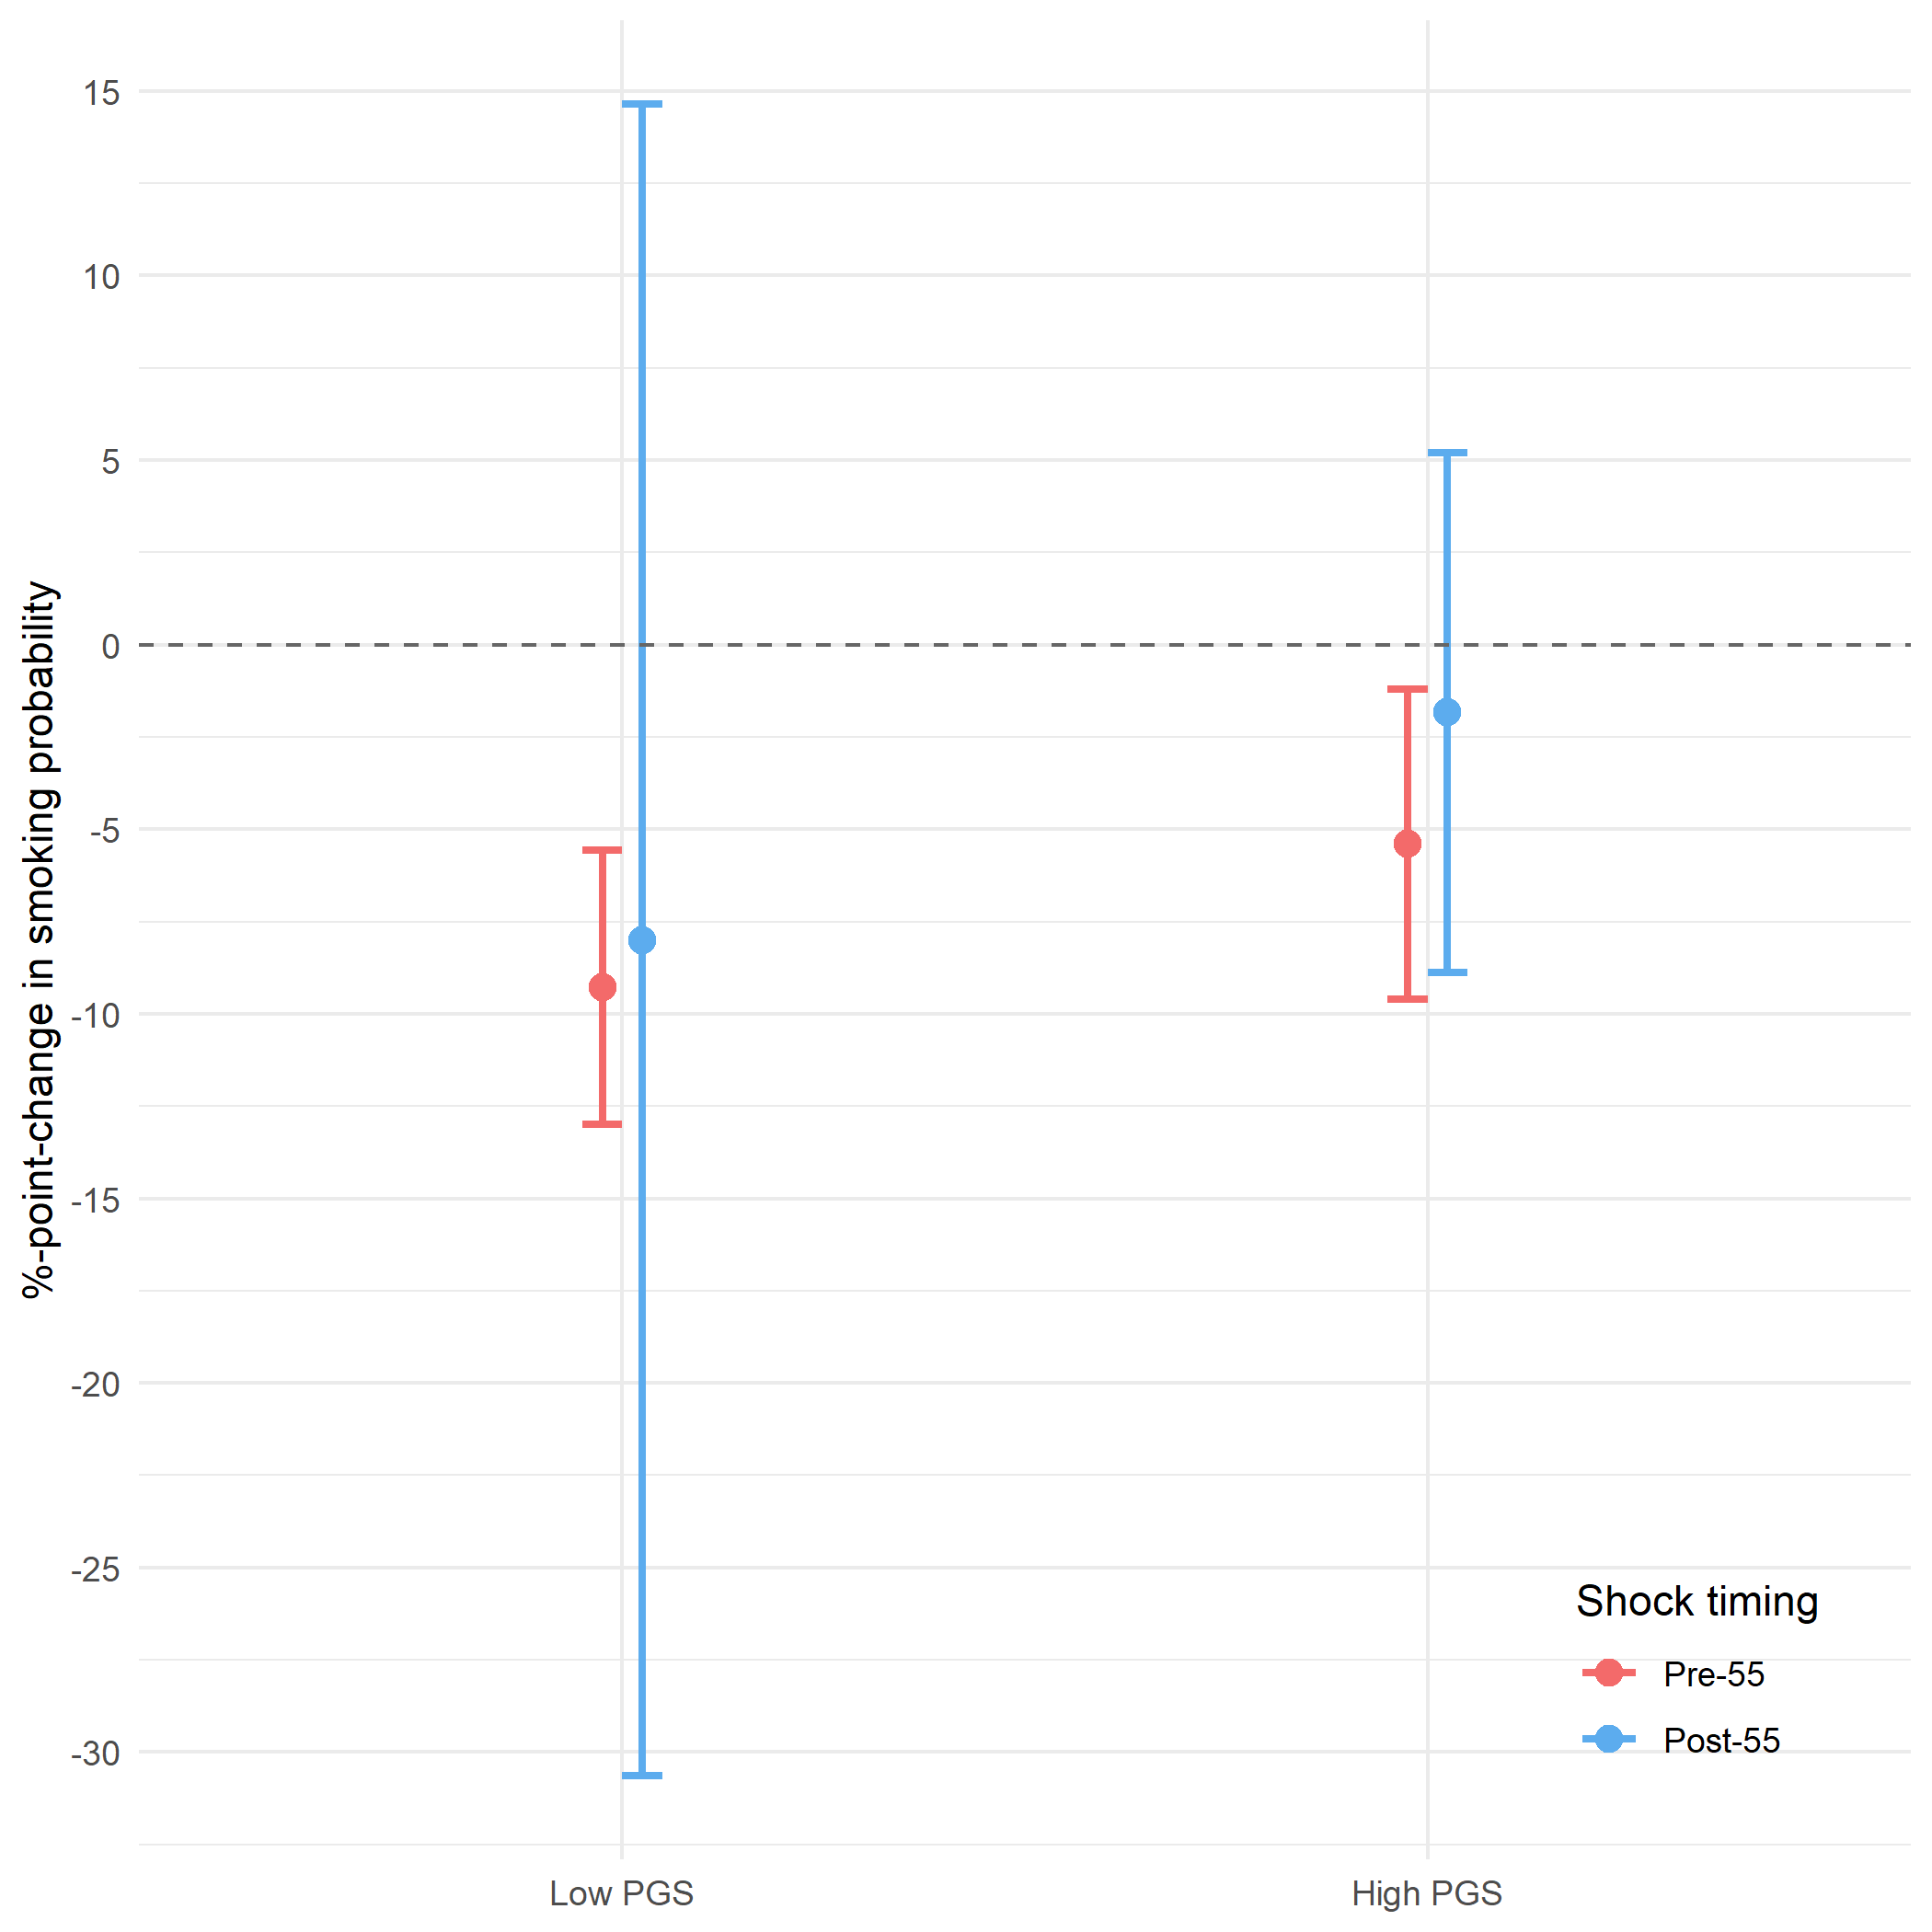 %-point-change in smoking probability
15
10
5
0
-5
-10
-15
-20
-25
-30
Low PGS
High PGS
Shock timing
Pre-55
Post-55